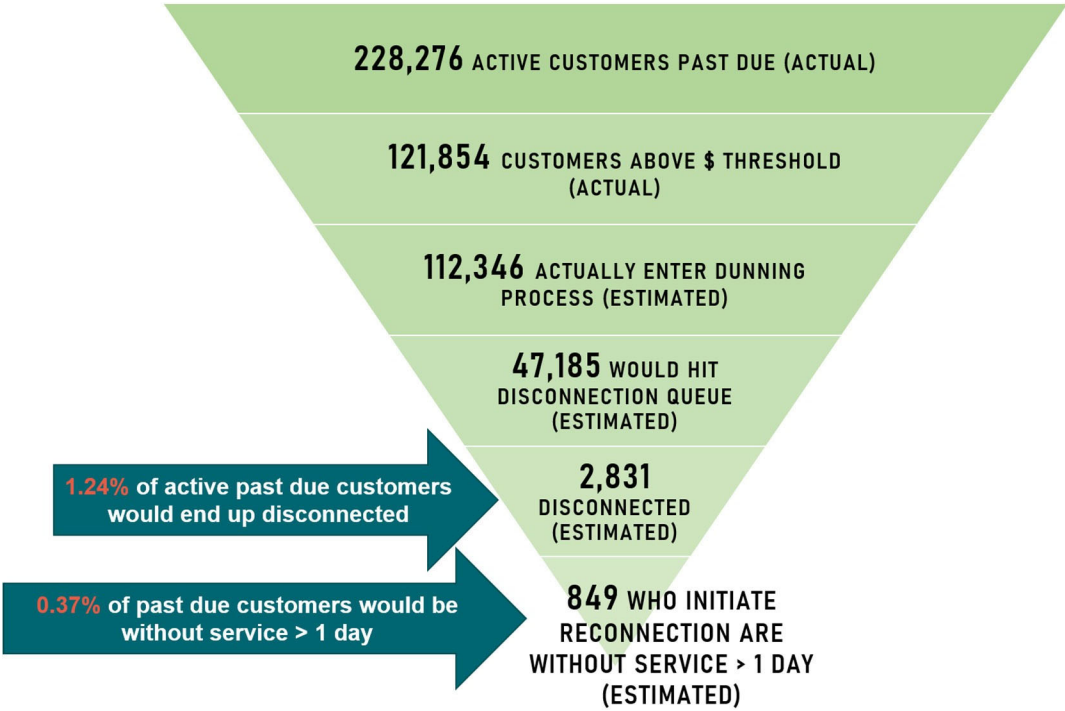 228,276 ACTIVE CUSTOMERS PAST DUE (ACTUAL)
121,854 CUSTOMERS ABOVE $ THRESHOLD
(ACTUAL)
112,346 ACTUALLY ENTER DUNNING
PROCESS (ESTIMATED)
47,185 WOULD HIT
DISCONNECTION QUEUE
(ESTIMATED)
1.24% of active past due customers
would end up disconnected
2,831
DISCONNECTED
(ESTIMATED)
0.37% of past due customers would be
without service > 1 day
849 WHO INITIATE
RECONNECTION ARE
WITHOUT SERVICE > 1 DAY
(ESTIMATED)